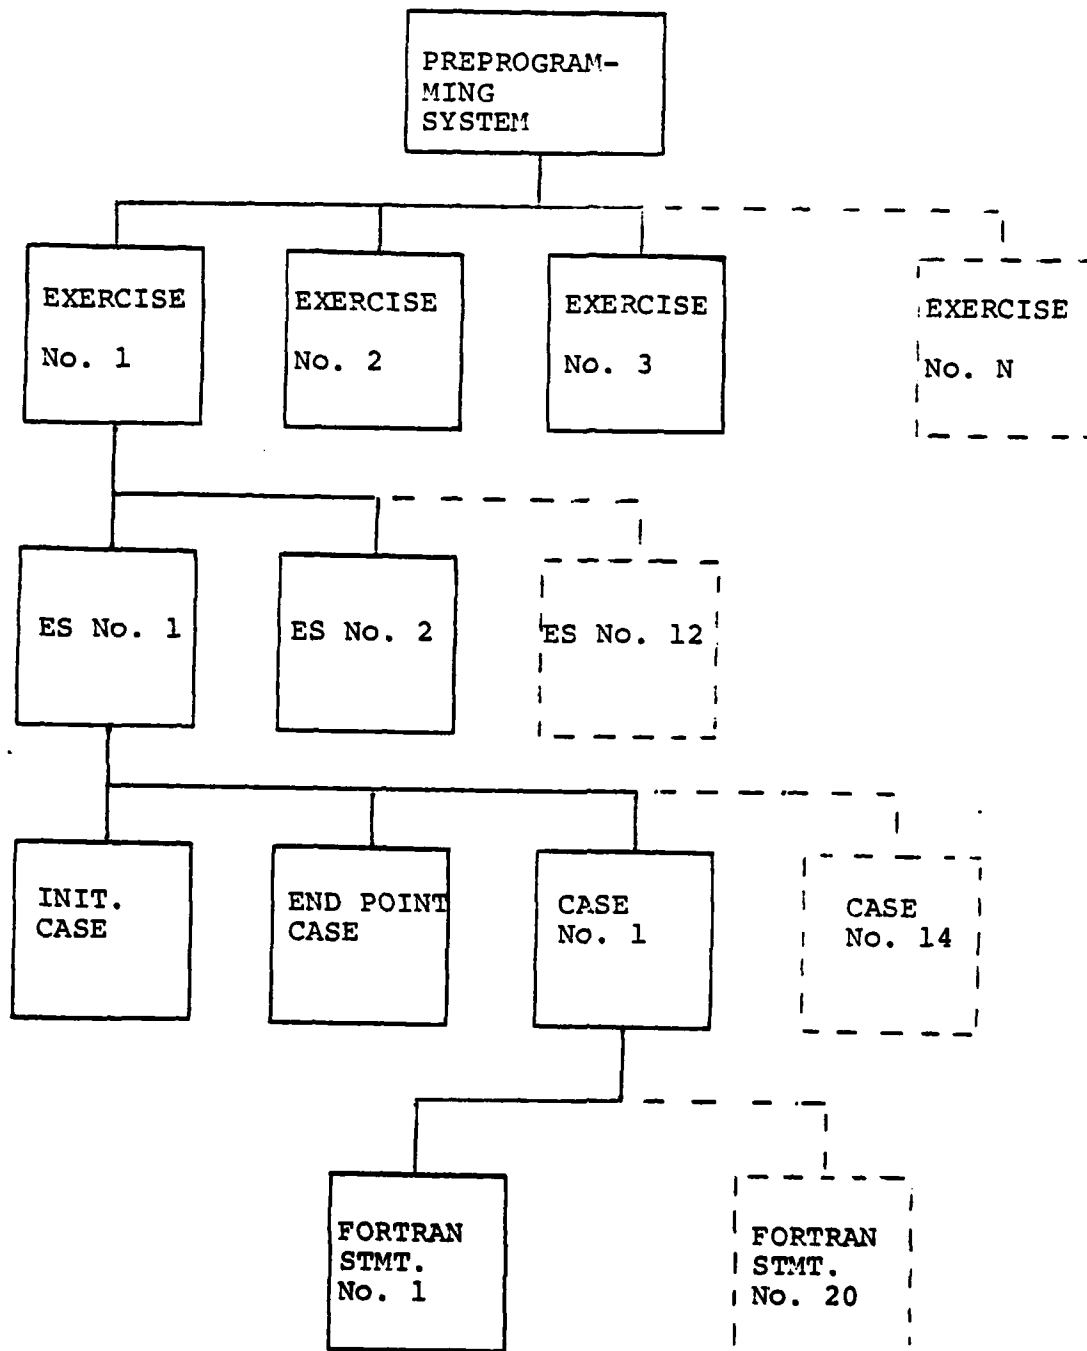 PREPROGRAM-
MING
SYSTEM
EXERCISE
No. 1
EXERCISE
No. 2
EXERCISE
No. 3
EXERCISE
No. N
ES No. 1
ES No. 2
ES No. 12
INIT.
CASE
END POINT
CASE
CASE
No. 1
CASE
No. 14
FORTRAN
STMT.
No. 1
FORTRAN
STMT.
No. 20